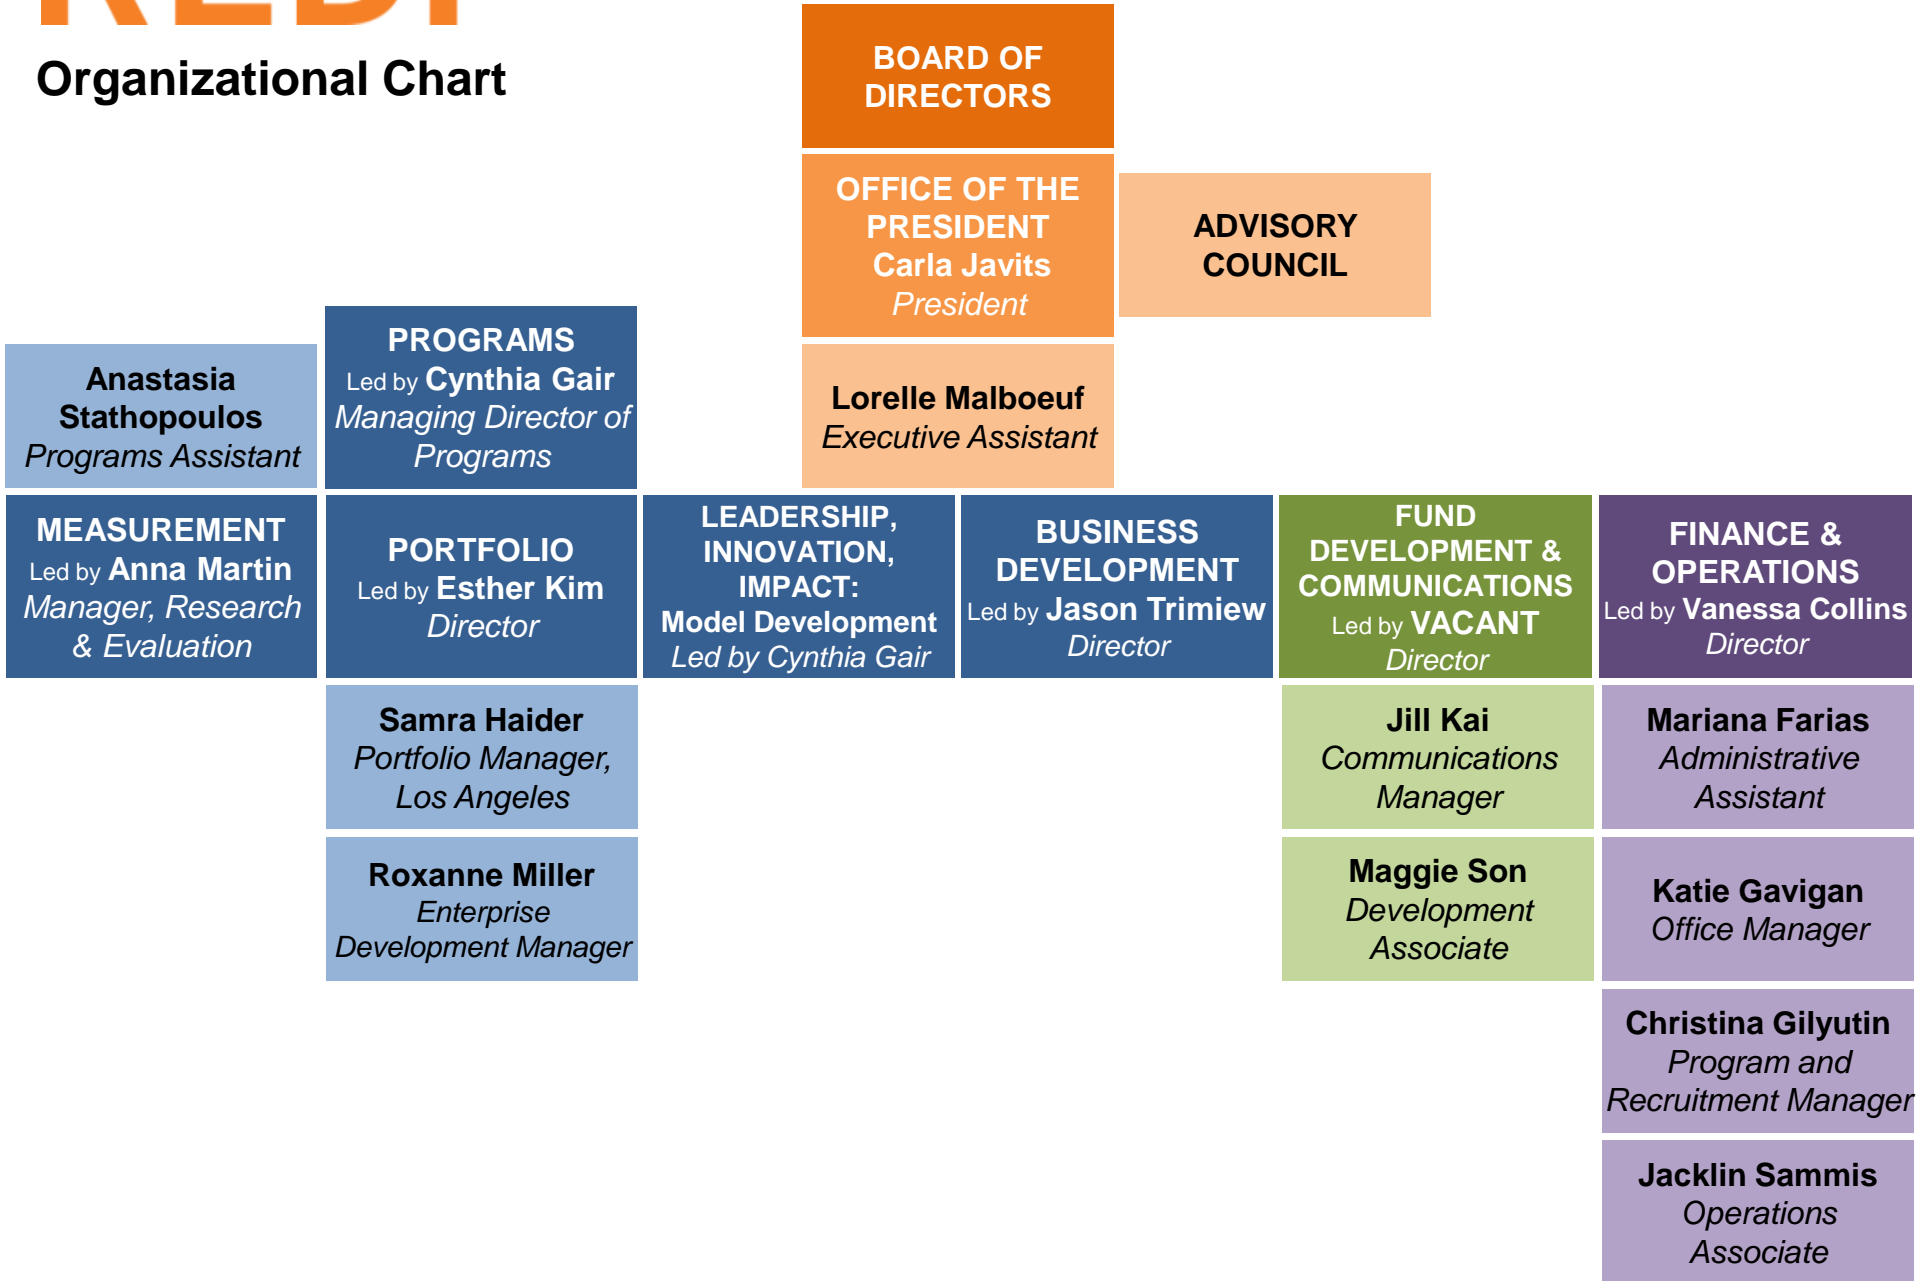 REDF
Organizational Chart
BOARD OF
DIRECTORS
OFFICE OF THE
PRESIDENT
Carla Javits
President
ADVISORY
COUNCIL
Anastasia
Stathopoulos
Programs Assistant
PROGRAMS
Led by Cynthia Gair
Managing Director of
Programs
Lorelle Malboeuf
Executive Assistant
MEASUREMENT
Led by Anna Martin
Manager, Research
& Evaluation
PORTFOLIO
Led by Esther Kim
Director
LEADERSHIP,
INNOVATION,
IMPACT:
Model Development
Led by Cynthia Gair
BUSINESS
DEVELOPMENT
Led by Jason Trimiew
Director
FUND
DEVELOPMENT &
COMMUNICATIONS
Led by VACANT
Director
FINANCE &
OPERATIONS
Led by Vanessa Collins
Director
Samra Haider
Portfolio Manager,
Los Angeles
Jill Kai
Communications
Manager
Mariana Farias
Administrative
Assistant
Roxanne Miller
Enterprise
Development Manager
Maggie Son
Development
Associate
Katie Gavigan
Office Manager
Christina Gilyutin
Program and
Recruitment Manager
Jacklin Sammis
Operations
Associate